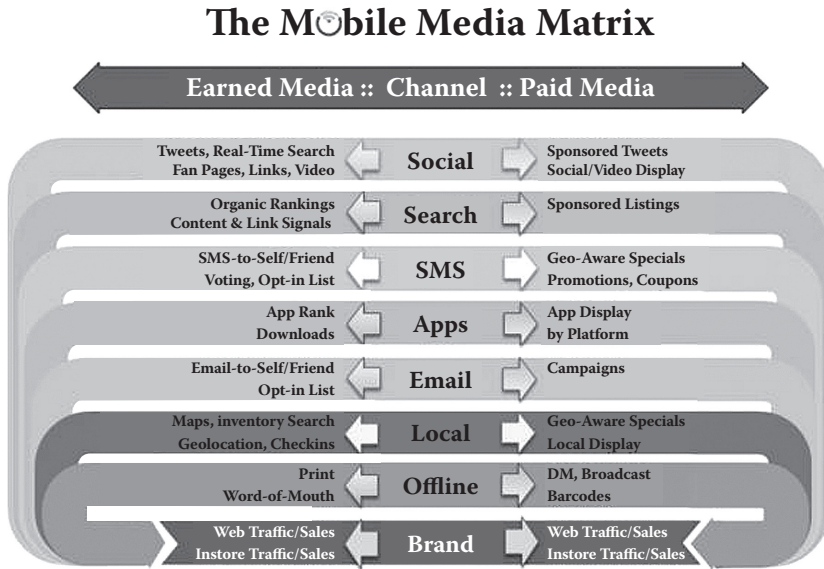 The Mobile Media Matrix
Earned Media :: Channel :: Paid Media
Tweets, Real-Time Search
Fan Pages, Links, Video
Social
Sponsored Tweets
Social/Video Display
Organic Rankings
Content & Link Signals
Search
Sponsored Listings
SMS-to-Self/Friend
Voting, Opt-in List
SMS
Geo-Aware Specials
Promotions, Coupons
App Rank
Downloads
Apps
App Display
by Platform
Email-to-Self/Friend
Opt-in List
Email
Campaigns
Maps, inventory Search
Geolocation, Checkins
Local
Geo-Aware Specials
Local Display
Print
Word-of-Mouth
Offline
DM, Broadcast
Barcodes
Web Traffic/Sales
Instore Traffic/Sales
Brand
Web Traffic/Sales
Instore Traffic/Sales